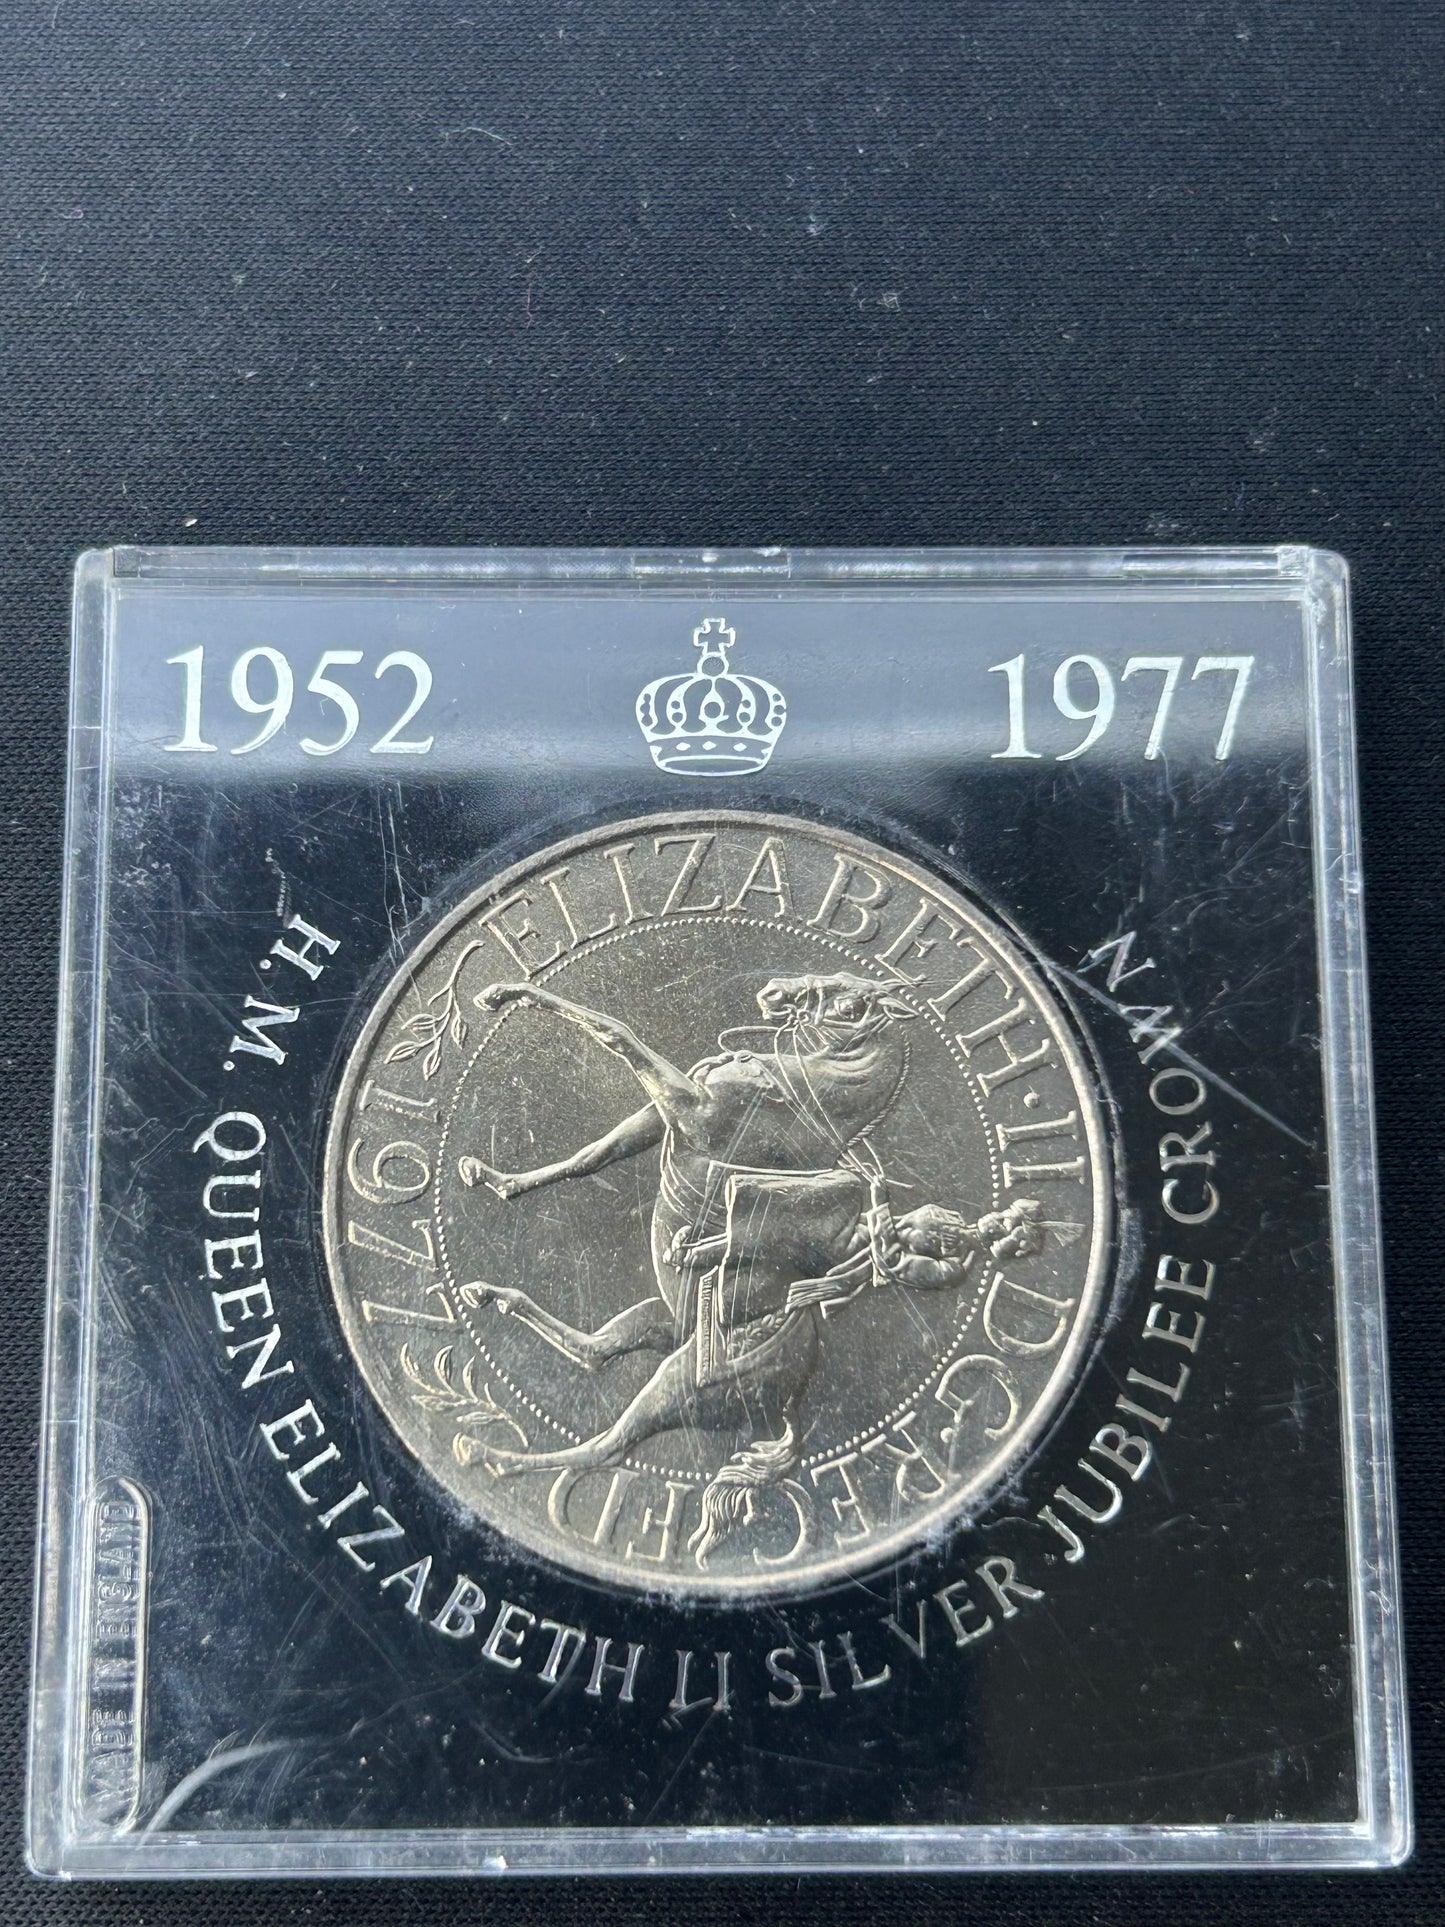 1952
1977
H. M. QUEEN ELIZABETH II SILVER JUBILEE CROWN
ELIZABETH·II D·G·REG F·D
1977
MADE IN ENGLAND